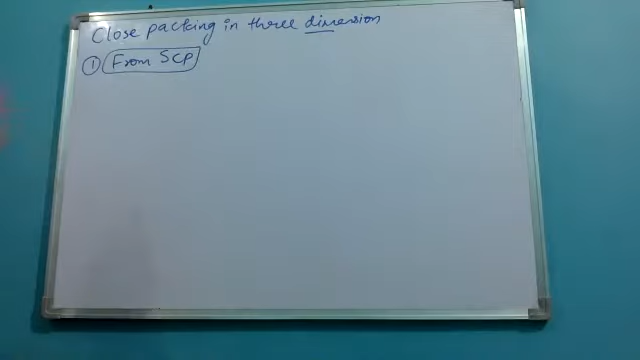 Close packing in three dimension
① From SCP